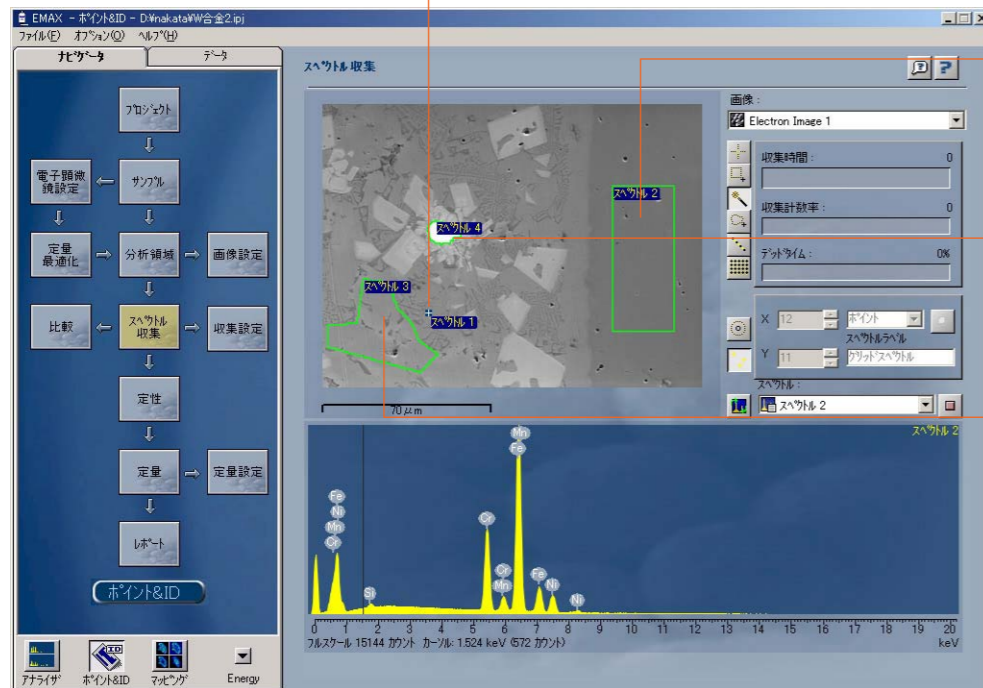 EMAX - ﾎﾟｲﾝﾄ&ID - D:¥nakata¥W合金2.ipj
ﾌｧｲﾙ(F) ｵﾌﾟｼｮﾝ(O) ﾍﾙﾌﾟ(H)
ﾅﾋﾞｹﾞｰﾀ
ﾃﾞｰﾀ
ﾌﾟﾛｼﾞｪｸﾄ
電子顕微
鏡設定
ｻﾝﾌﾟﾙ
定量
最適化
分析領域
画像設定
比較
ｽﾍﾟｸﾄﾙ
収集
収集設定
定性
定量
定量設定
ﾚﾎﾟｰﾄ
ﾎﾟｲﾝﾄ&ID
ｱﾅﾗｲｻﾞ
ﾎﾟｲﾝﾄ&ID
ﾏｯﾋﾟﾝｸﾞ
Energy
ｽﾍﾟｸﾄﾙ 収集
ｽﾍﾟｸﾄﾙ 2
ｽﾍﾟｸﾄﾙ 4
ｽﾍﾟｸﾄﾙ 3
ｽﾍﾟｸﾄﾙ 1
70μm
画像:
Electron Image 1
収集時間: 0
収集計数率: 0
ﾃﾞｯﾄﾞﾀｲﾑ: 0%
X 12 ﾎﾟｲﾝﾄ
ｽﾍﾟｸﾄﾙﾗﾍﾞﾙ
Y 11 ｸﾞﾘｯﾄﾞｽﾍﾟｸﾄﾙ
ｽﾍﾟｸﾄﾙ:
ｽﾍﾟｸﾄﾙ 2
ｽﾍﾟｸﾄﾙ 2
Mn
Fe
Fe
Ni
Mn
Cr
Si
Cr
Cr
Mn
Fe
Ni
Ni
0 1 2 3 4 5 6 7 8 9 10 11 12 13 14 15 16 17 18 19 20
ﾌﾙｽｹｰﾙ 15144 ｶｳﾝﾄ ｶｰｿﾙ: 1.524 keV (572 ｶｳﾝﾄ) keV